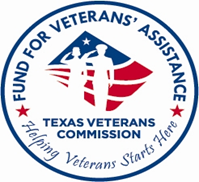 FUND FOR VETERANS' ASSISTANCE
TEXAS VETERANS
COMMISSION
Helping Veterans Starts Here